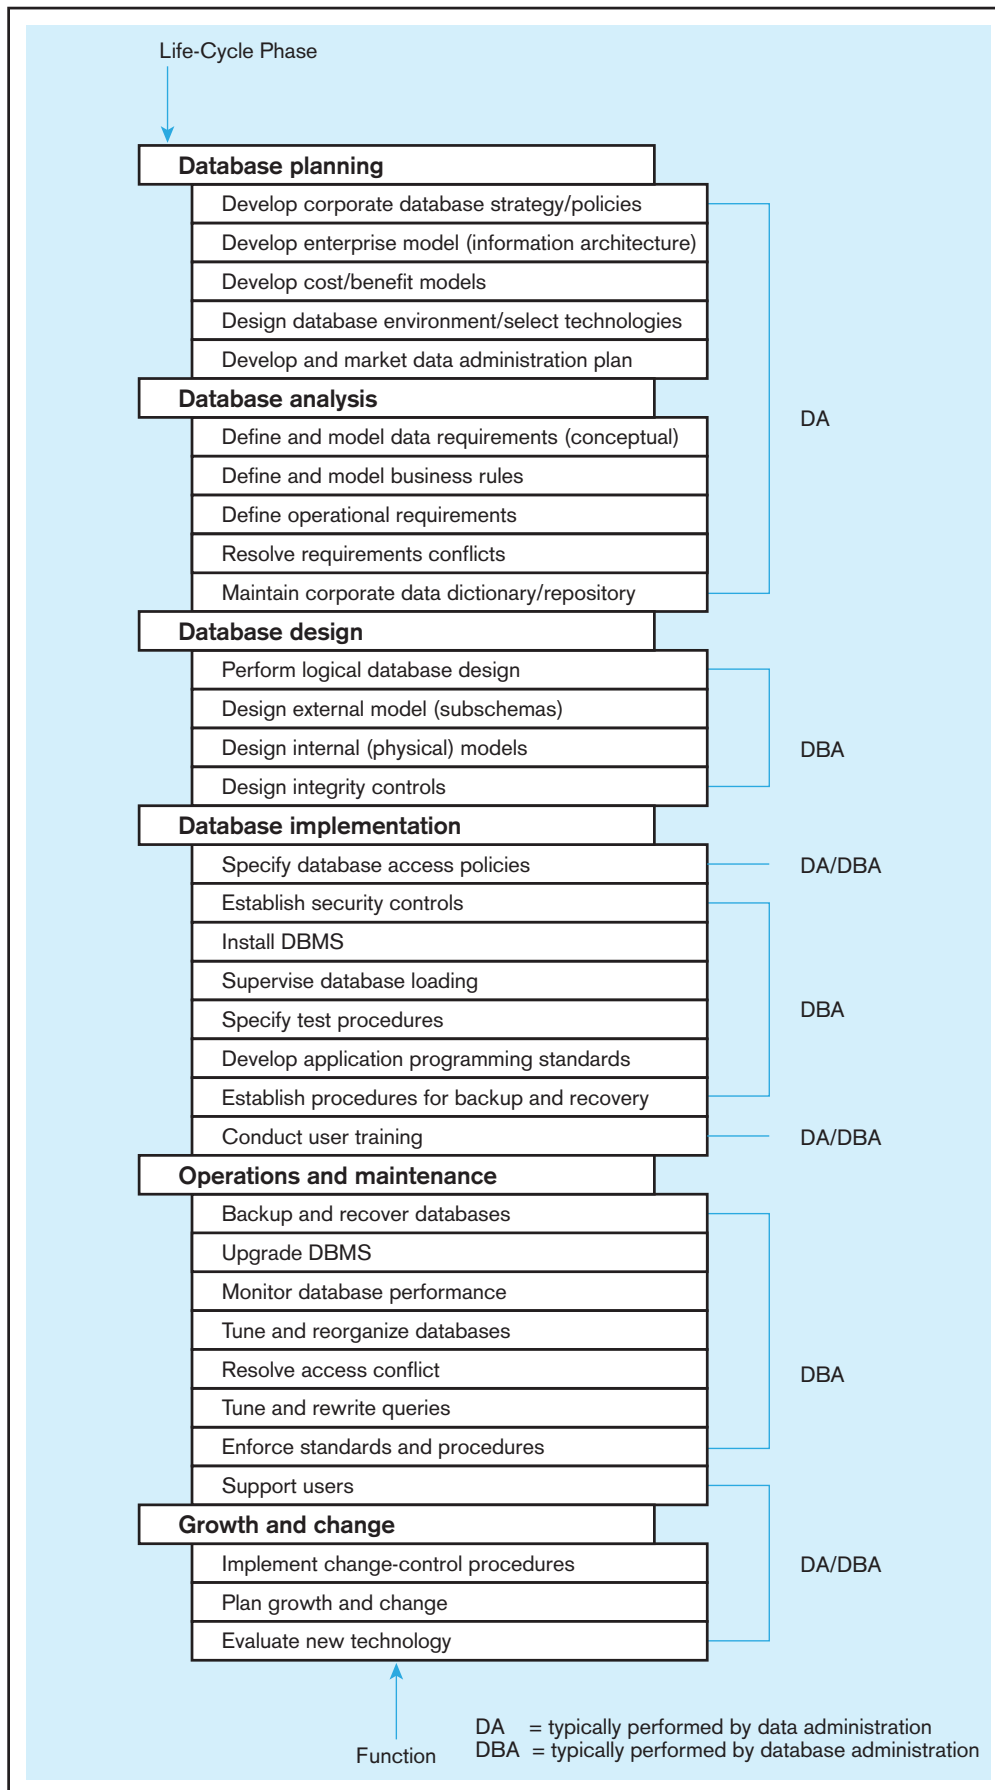 Life-Cycle Phase
Database planning
Develop corporate database strategy/policies
Develop enterprise model (information architecture)
Develop cost/benefit models
Design database environment/select technologies
Develop and market data administration plan
Database analysis
Define and model data requirements (conceptual)
DA
Define and model business rules
Define operational requirements
Resolve requirements conflicts
Maintain corporate data dictionary/repository
Database design
Perform logical database design
Design external model (subschemas)
Design internal (physical) models
DBA
Design integrity controls
Database implementation
Specify database access policies
DA/DBA
Establish security controls
Install DBMS
Supervise database loading
Specify test procedures
DBA
Develop application programming standards
Establish procedures for backup and recovery
Conduct user training
DA/DBA
Operations and maintenance
Backup and recover databases
Upgrade DBMS
Monitor database performance
Tune and reorganize databases
Resolve access conflict
DBA
Tune and rewrite queries
Enforce standards and procedures
Support users
Growth and change
Implement change-control procedures
DA/DBA
Plan growth and change
Evaluate new technology
Function
DA = typically performed by data administration
DBA = typically performed by database administration